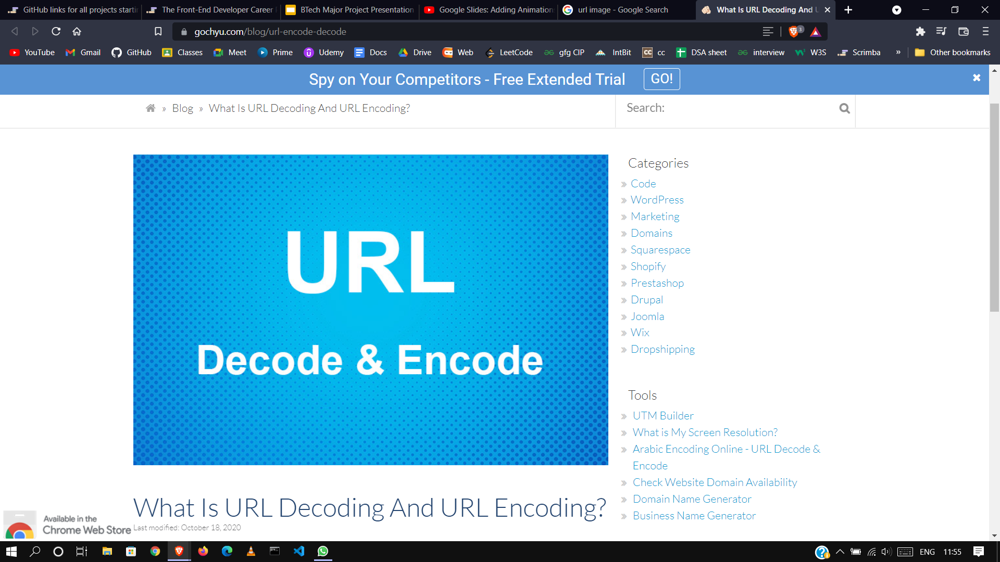 GitHub links for all projects starti
The Front-End Developer Career
BTech Major Project Presentation
Google Slides: Adding Animation
url image - Google Search
What Is URL Decoding And U
gochyu.com/blog/url-encode-decode
3
YouTube Gmail GitHub Classes Meet Prime Udemy Docs Drive Web LeetCode gfg CIP IntBit cc cc DSA sheet interview W3S Scrimba » Other bookmarks
Spy on Your Competitors - Free Extended Trial GO!
» Blog » What Is URL Decoding And URL Encoding?
Search:
URL
Decode & Encode
Categories
Code
WordPress
Marketing
Domains
Squarespace
Shopify
Prestashop
Drupal
Joomla
Wix
Dropshipping
Tools
UTM Builder
What is My Screen Resolution?
Arabic Encoding Online - URL Decode &
Encode
Check Website Domain Availability
Domain Name Generator
Business Name Generator
What Is URL Decoding And URL Encoding?
Last modified: October 18, 2020
Available in the
Chrome Web Store
ENG 11:55